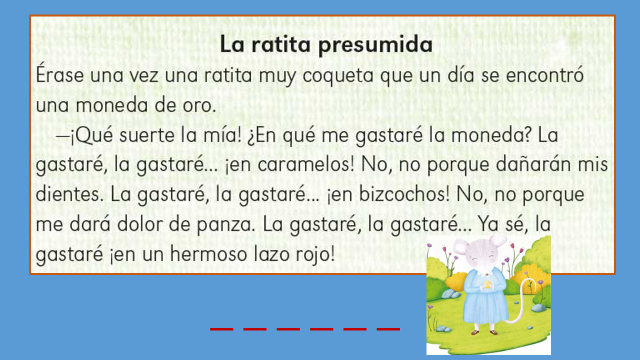 La ratita presumida
Érase una vez una ratita muy coqueta que un día se encontró
una moneda de oro.
—¡Qué suerte la mía! ¿En qué me gastaré la moneda? La
gastaré, la gastaré... ¡en caramelos! No, no porque dañarán mis
dientes. La gastaré, la gastaré... ¡en bizcochos! No, no porque
me dará dolor de panza. La gastaré, la gastaré... Ya sé, la
gastaré ¡en un hermoso lazo rojo!
_ _ _ _ _ _